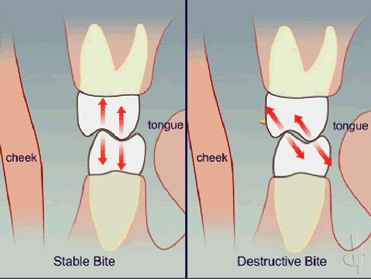 tongue
cheek
Stable Bite
tongue
cheek
Destructive Bite